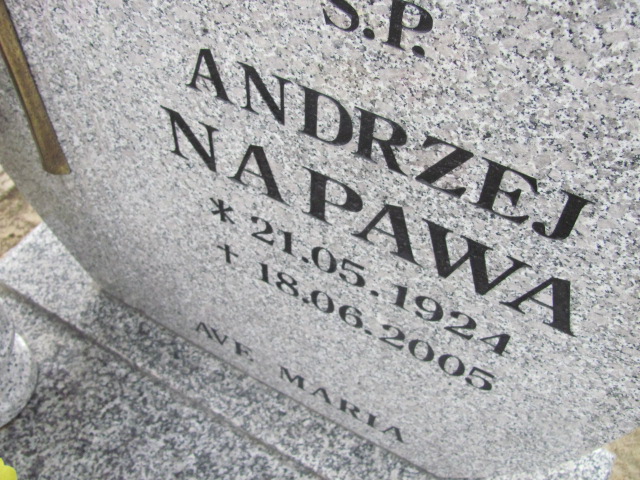 Ś.P.
ANDRZEJ
NAPAWA
* 21.05.1924
† 18.06.2005
AVE MARIA